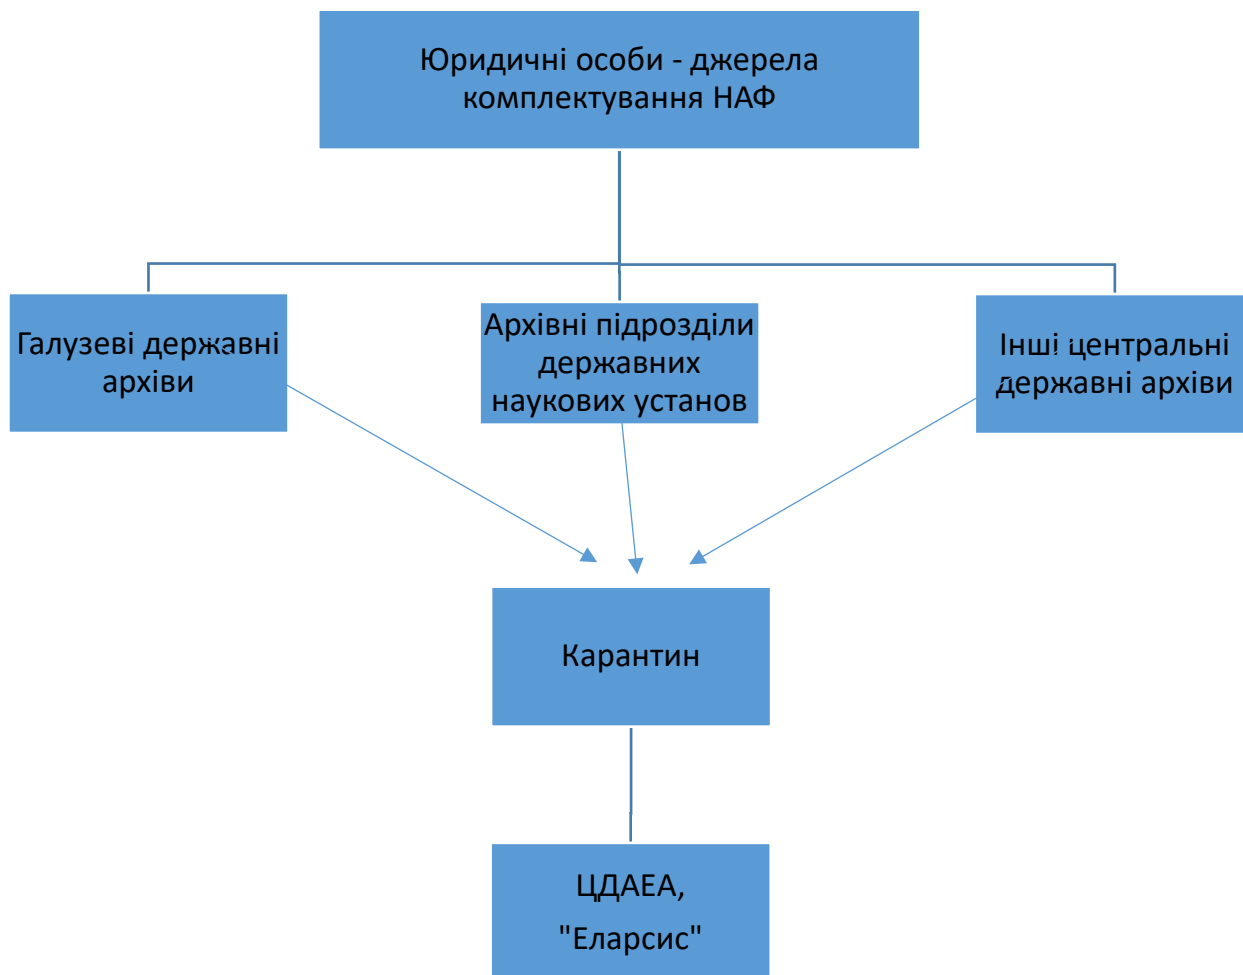 Юридичні особи - джерела
комплектування НАФ
Галузеві державні
архіви
Архівні підрозділи
державних
наукових установ
Інші центральні
державні архіви
Карантин
ЦДАЕА,
"Еларсис"